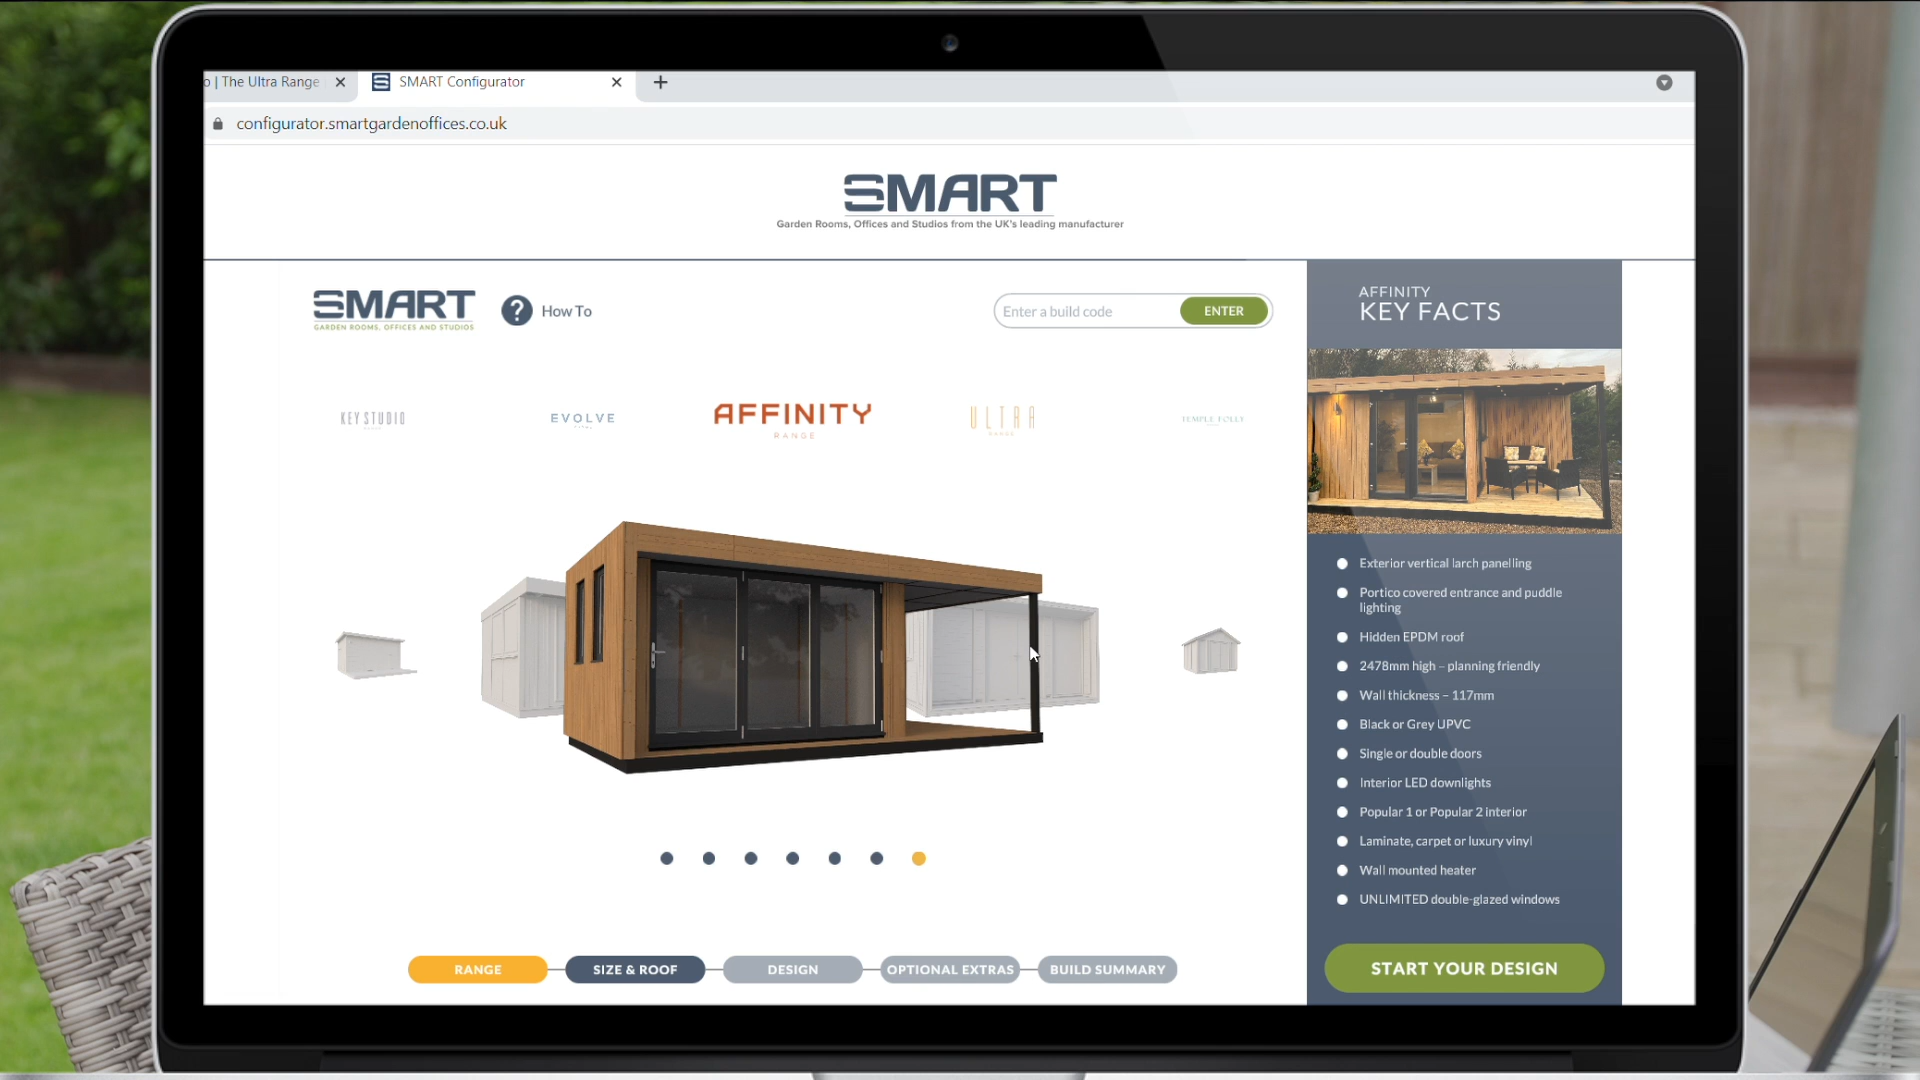 o | The Ultra Range
SMART Configurator
configurator.smartgardenoffices.co.uk
SMART
Garden Rooms, Offices and Studios from the UK's leading manufacturer
SMART
GARDEN ROOMS, OFFICES AND STUDIOS
? How To
Enter a build code
ENTER
KEY STUDIO
EVOLVE
AFFINITY
RANGE
ULTRA
RANGE
TEMPLE FOLLY
AFFINITY
KEY FACTS
Exterior vertical larch panelling
Portico covered entrance and puddle
lighting
Hidden EPDM roof
2478mm high – planning friendly
Wall thickness – 117mm
Black or Grey UPVC
Single or double doors
Interior LED downlights
Popular 1 or Popular 2 interior
Laminate, carpet or luxury vinyl
Wall mounted heater
UNLIMITED double-glazed windows
START YOUR DESIGN
RANGE
SIZE & ROOF
DESIGN
OPTIONAL EXTRAS
BUILD SUMMARY